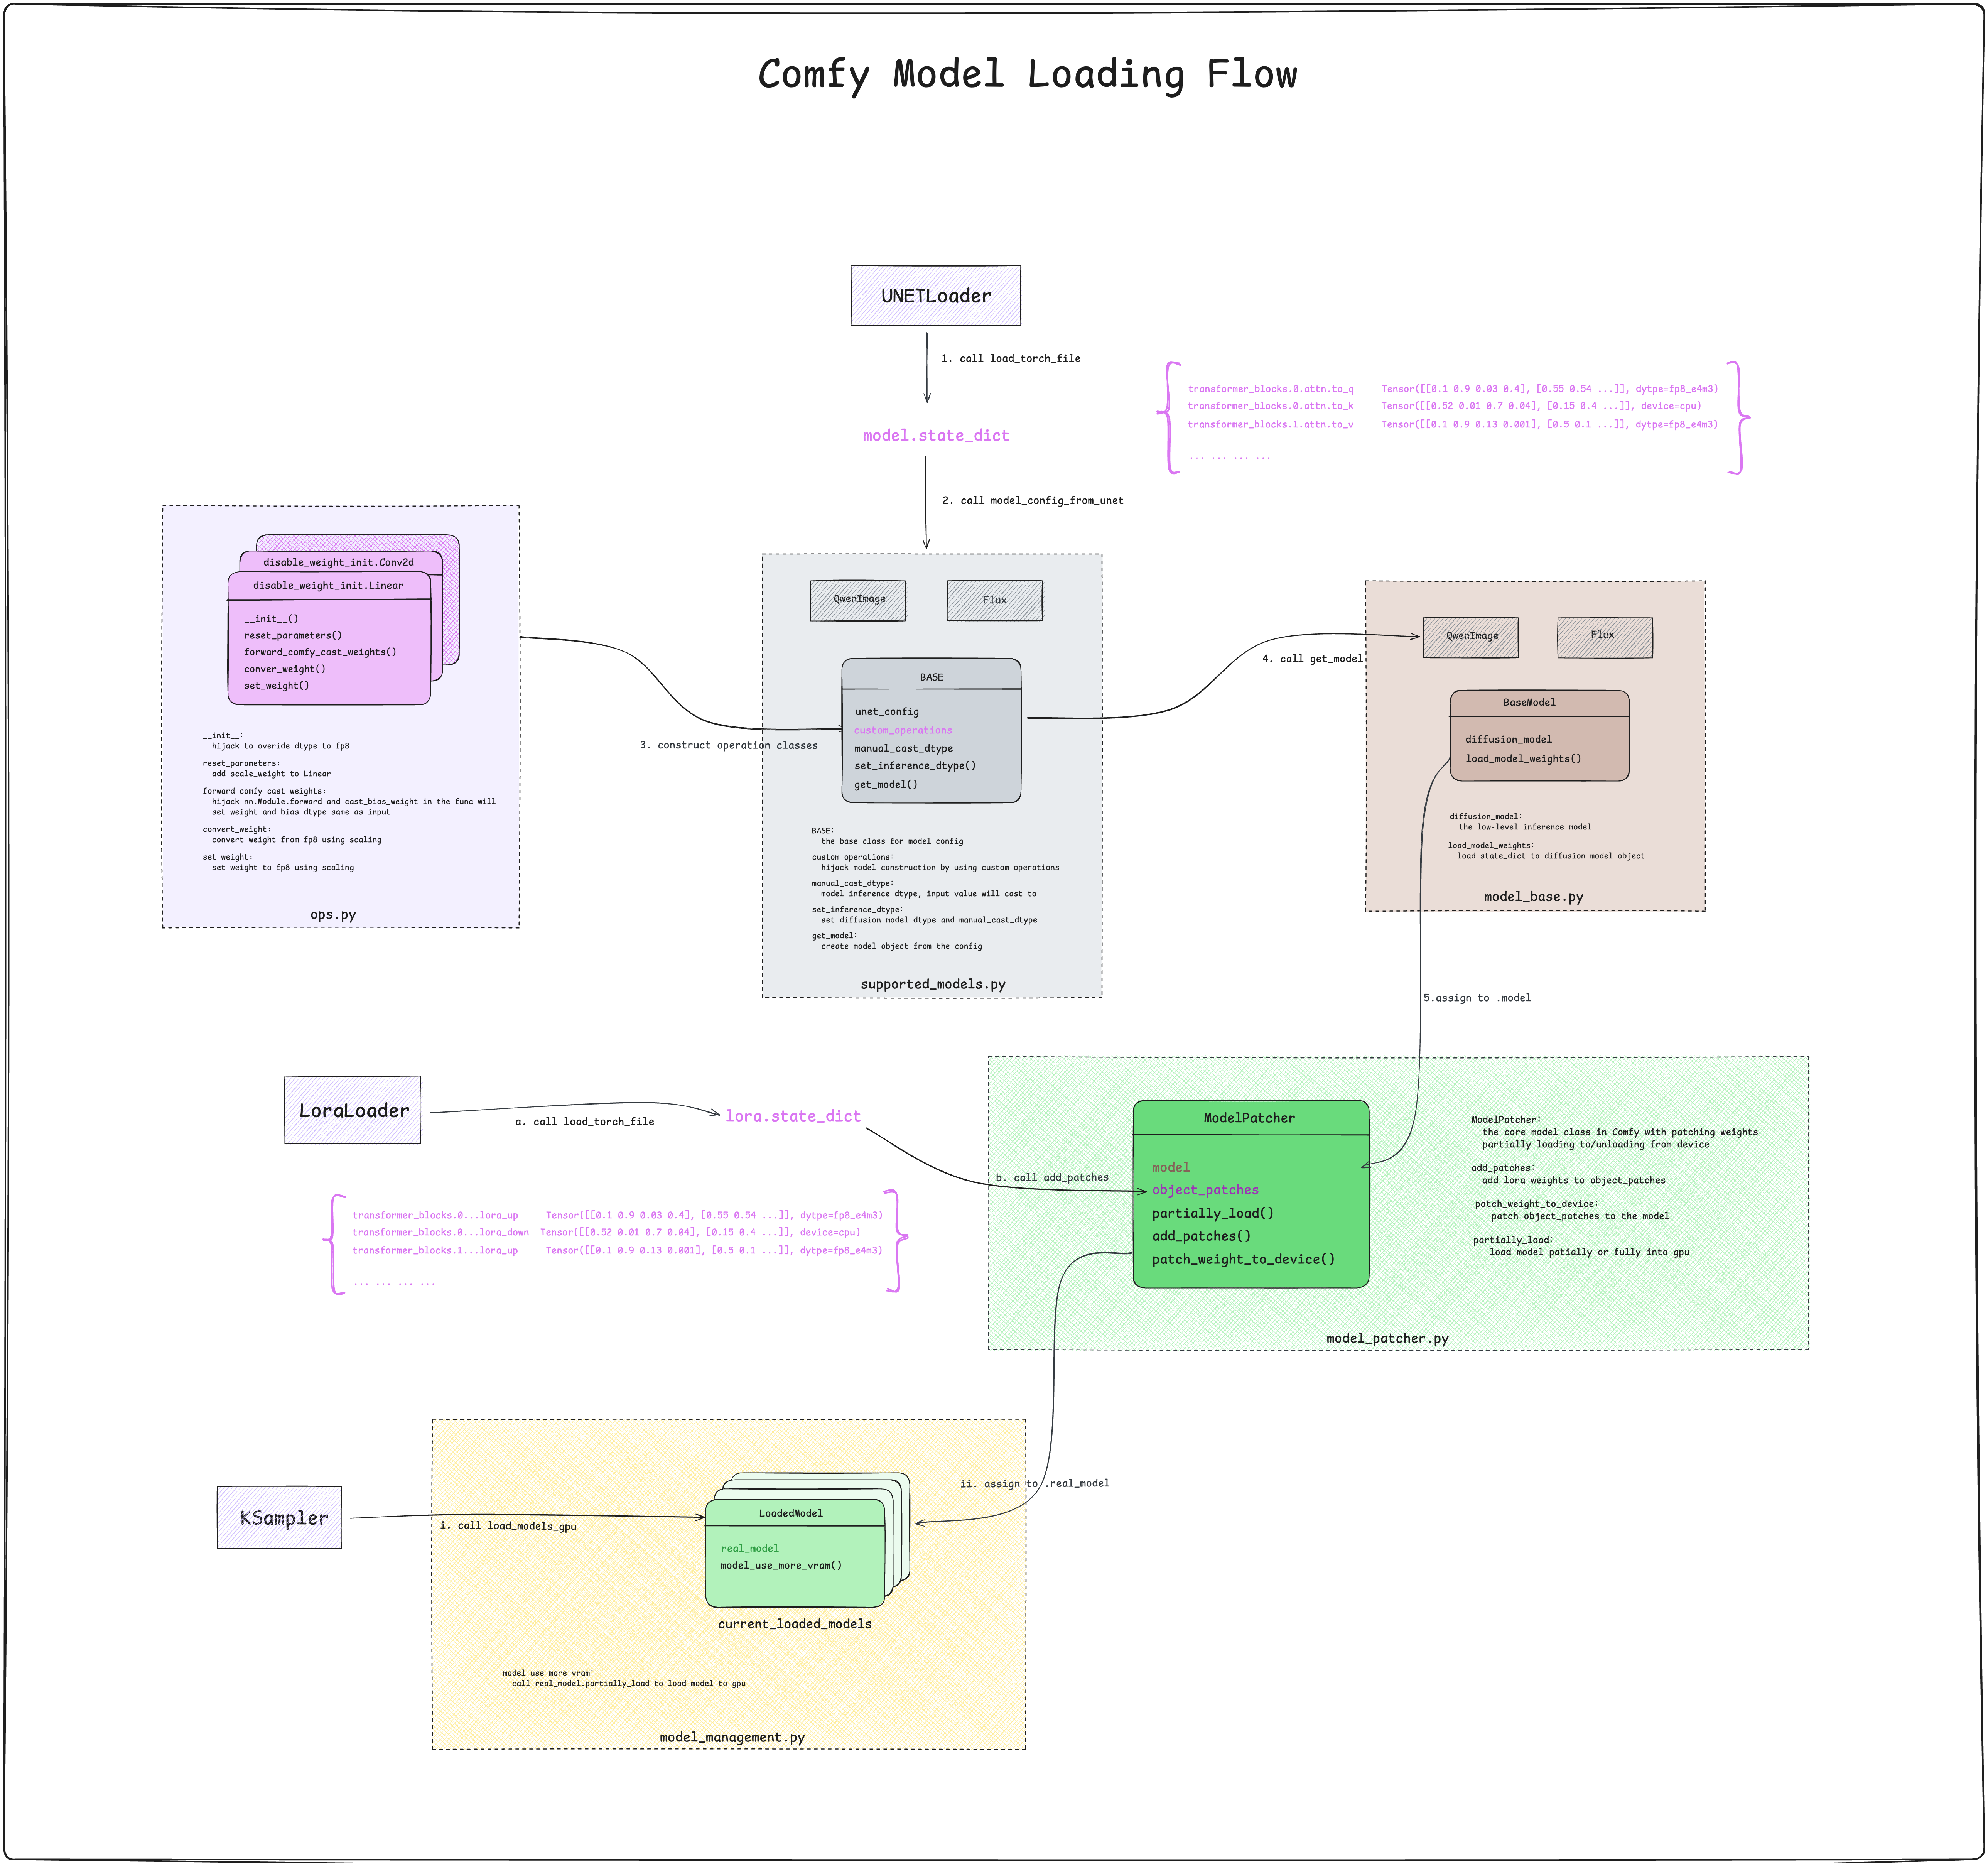 Comfy Model Loading Flow
UNETLoader
1. call load_torch_file
model.state_dict
transformer_blocks.0.attn.to_q Tensor([[0.1 0.9 0.03 0.4], [0.55 0.54 ...]], dytpe=fp8_e4m3)
transformer_blocks.0.attn.to_k Tensor([[0.52 0.01 0.7 0.04], [0.15 0.4 ...]], device=cpu)
transformer_blocks.1.attn.to_v Tensor([[0.1 0.9 0.13 0.001], [0.5 0.1 ...]], dytpe=fp8_e4m3)
... ... ... ...
2. call model_config_from_unet
disable_weight_init.Conv2d
disable_weight_init.Linear
__init__()
reset_parameters()
forward_comfy_cast_weights()
conver_weight()
set_weight()
__init__:
hijack to overide dtype to fp8
reset_parameters:
add scale_weight to Linear
forward_comfy_cast_weights:
hijack nn.Module.forward and cast_bias_weight in the func will
set weight and bias dtype same as input
convert_weight:
convert weight from fp8 using scaling
set_weight:
set weight to fp8 using scaling
ops.py
3. construct operation classes
QwenImage
Flux
BASE
unet_config
custom_operations
manual_cast_dtype
set_inference_dtype()
get_model()
BASE:
the base class for model config
custom_operations:
hijack model construction by using custom operations
manual_cast_dtype:
model inference dtype, input value will cast to
set_inference_dtype:
set diffusion model dtype and manual_cast_dtype
get_model:
create model object from the config
supported_models.py
4. call get_model
QwenImage
Flux
BaseModel
diffusion_model
load_model_weights()
diffusion_model:
the low-level inference model
load_model_weights:
load state_dict to diffusion model object
model_base.py
5.assign to .model
LoraLoader
a. call load_torch_file
lora.state_dict
b. call add_patches
transformer_blocks.0...lora_up Tensor([[0.1 0.9 0.03 0.4], [0.55 0.54 ...]], dytpe=fp8_e4m3)
transformer_blocks.0...lora_down Tensor([[0.52 0.01 0.7 0.04], [0.15 0.4 ...]], device=cpu)
transformer_blocks.1...lora_up Tensor([[0.1 0.9 0.13 0.001], [0.5 0.1 ...]], dytpe=fp8_e4m3)
... ... ... ...
ModelPatcher
model
object_patches
partially_load()
add_patches()
patch_weight_to_device()
ModelPatcher:
the core model class in Comfy with patching weights
partially loading to/unloading from device
add_patches:
add lora weights to object_patches
patch_weight_to_device:
patch object_patches to the model
partially_load:
load model patially or fully into gpu
model_patcher.py
KSampler
i. call load_models_gpu
ii. assign to .real_model
LoadedModel
real_model
model_use_more_vram()
current_loaded_models
model_use_more_vram:
call real_model.partially_load to load model to gpu
model_management.py